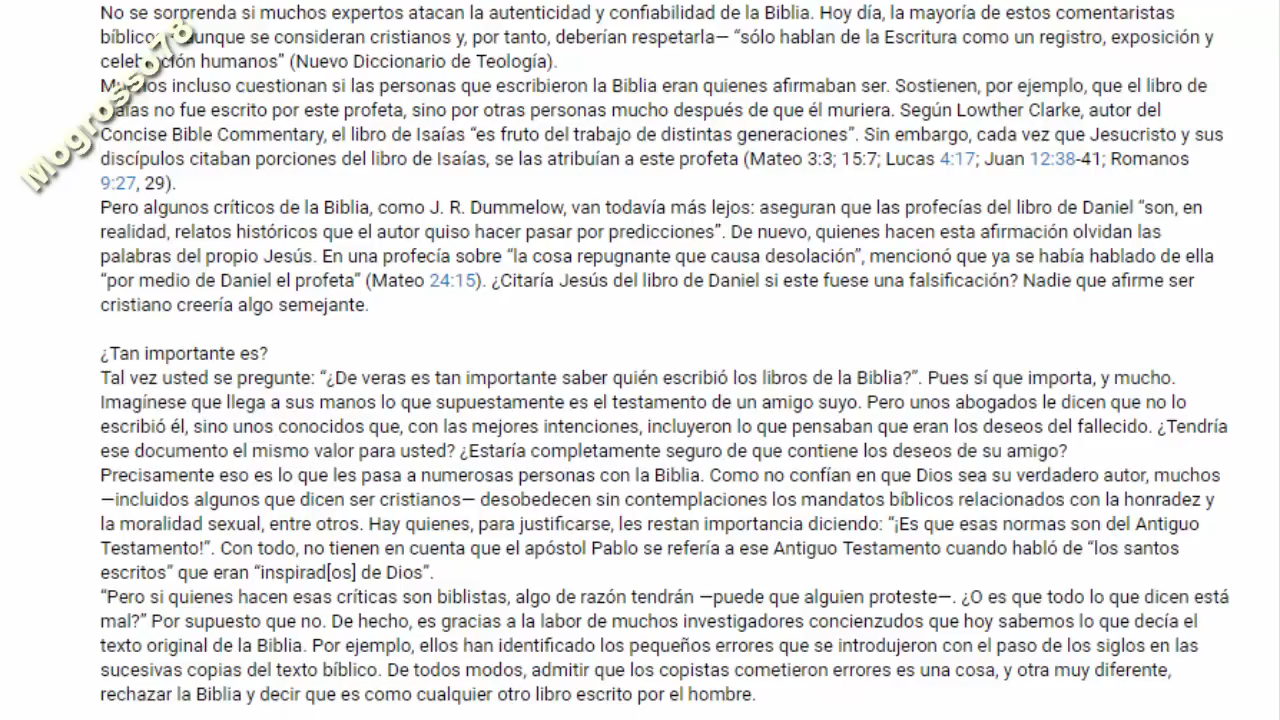 No se sorprenda si muchos expertos atacan la autenticidad y confiabilidad de la Biblia. Hoy día, la mayoría de estos comentaristas
—aunque se consideran cristianos y, por tanto, deberían respetarla— “sólo hablan de la Escritura como un registro, exposición y
celebración humanos” (Nuevo Diccionario de Teología).
Muchos incluso cuestionan si las personas que escribieron la Biblia eran quienes afirmaban ser. Sostienen, por ejemplo, que el libro de
Isaías no fue escrito por este profeta, sino por otras personas mucho después de que él muriera. Según Lowther Clarke, autor del
Concise Bible Commentary, el libro de Isaías “es fruto del trabajo de distintas generaciones”. Sin embargo, cada vez que Jesucristo y sus
discípulos citaban porciones del libro de Isaías, se las atribuían a este profeta (Mateo 3:3; 15:7; Lucas 4:17; Juan 12:38-41; Romanos
9:27, 29).
Pero algunos críticos de la Biblia, como J. R. Dummelow, van todavía más lejos: aseguran que las profecías del libro de Daniel “son, en
realidad, relatos históricos que el autor quiso hacer pasar por predicciones”. De nuevo, quienes hacen esta afirmación olvidan las
palabras del propio Jesús. En una profecía sobre “la cosa repugnante que causa desolación”, mencionó que ya se había hablado de ella
“por medio de Daniel el profeta” (Mateo 24:15). ¿Citaría Jesús del libro de Daniel si este fuese una falsificación? Nadie que afirme ser
cristiano creería algo semejante.
¿Tan importante es?
Tal vez usted se pregunte: “¿De veras es tan importante saber quién escribió los libros de la Biblia?”. Pues sí que importa, y mucho.
Imagínese que llega a sus manos lo que supuestamente es el testamento de un amigo suyo. Pero unos abogados le dicen que no lo
escribió él, sino unos conocidos que, con las mejores intenciones, incluyeron lo que pensaban que eran los deseos del fallecido. ¿Tendría
ese documento el mismo valor para usted? ¿Estaría completamente seguro de que contiene los deseos de su amigo?
Precisamente eso es lo que les pasa a numerosas personas con la Biblia. Como no confían en que Dios sea su verdadero autor, muchos
—incluidos algunos que dicen ser cristianos— desobedecen sin contemplaciones los mandatos bíblicos relacionados con la honradez y
la moralidad sexual, entre otros. Hay quienes, para justificarse, les restan importancia diciendo: “¡Es que esas normas son del Antiguo
Testamento!”. Con todo, no tienen en cuenta que el apóstol Pablo se refería a ese Antiguo Testamento cuando habló de “los santos
escritos” que eran “inspirad[os] de Dios”.
“Pero si quienes hacen esas críticas son biblistas, algo de razón tendrán —puede que alguien proteste—. ¿O es que todo lo que dicen está
mal?” Por supuesto que no. De hecho, es gracias a la labor de muchos investigadores concienzudos que hoy sabemos lo que decía el
texto original de la Biblia. Por ejemplo, ellos han identificado los pequeños errores que se introdujeron con el paso de los siglos en las
sucesivas copias del texto bíblico. De todos modos, admitir que los copistas cometieron errores es una cosa, y otra muy diferente,
rechazar la Biblia y decir que es como cualquier otro libro escrito por el hombre.